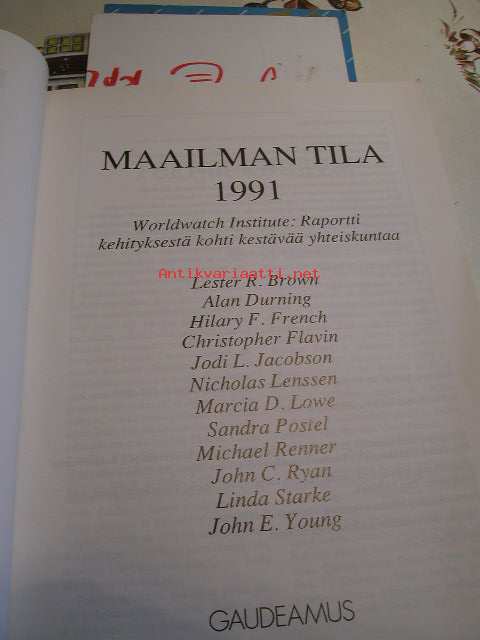 MAAILMAN TILA
1991
Worldwatch Institute: Raportti
kehityksestä kohti kestävää yhteiskuntaa
Antikvariaatti.net
Lester R. Brown
Alan Durning
Hilary F. French
Christopher Flavin
Jodi L. Jacobson
Nicholas Lenssen
Marcia D. Lowe
Sandra Postel
Michael Renner
John C. Ryan
Linda Starke
John E. Young
GAUDEAMUS